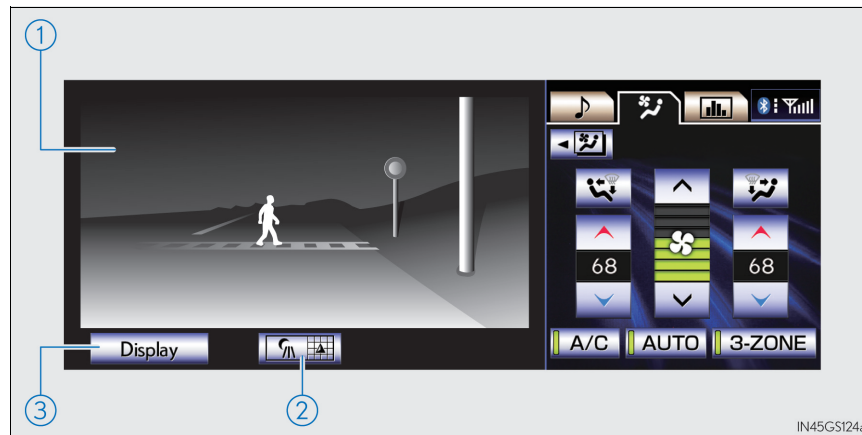 1
68
68
Display
A/C
AUTO
3-ZONE
3
2
IN45GS124a